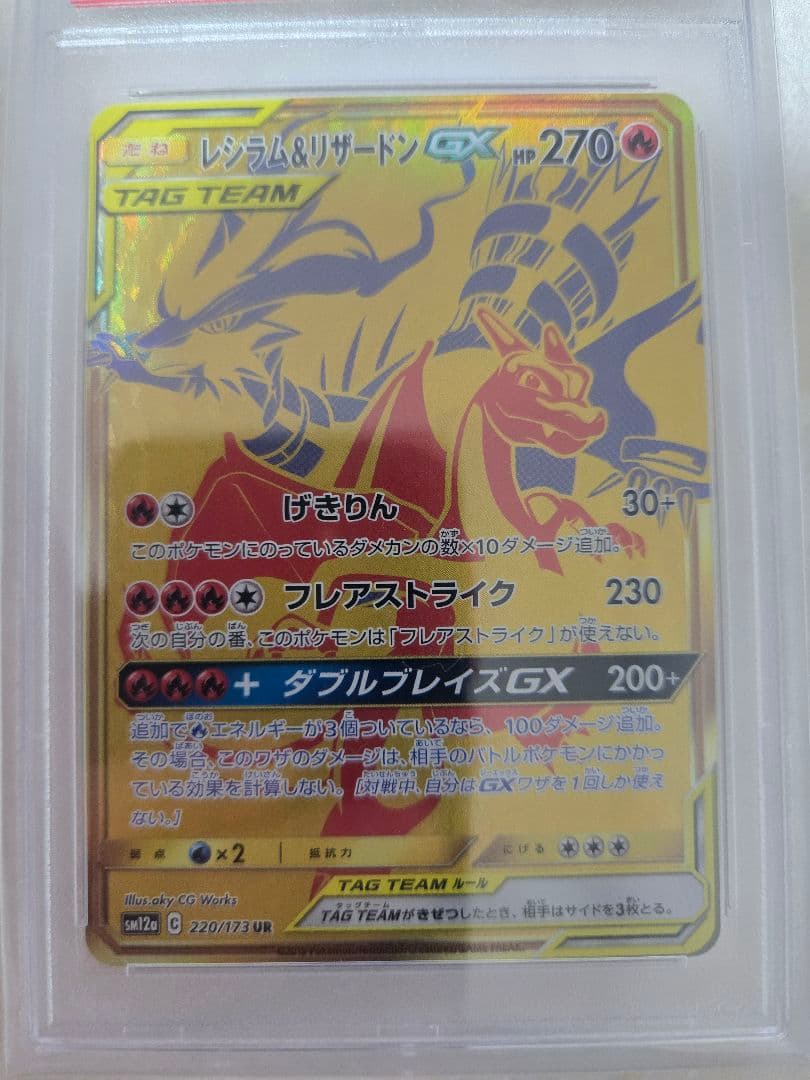 たね レシラム&リザードンGX HP270
TAG TEAM
げきりん 30+
このポケモンにのっているダメカンの数×10ダメージ追加。
フレアストライク 230
次の自分の番、このポケモンは「フレアストライク」が使えない。
+ ダブルブレイズGX 200+
追加でエネルギーが3個ついているなら、100ダメージ追加。
その場合、このワザのダメージは、相手のバトルポケモンにかかっ
ている効果を計算しない。[対戦中、自分はGXワザを1回しか使え
ない。]
弱点 ×2 抵抗力 にげる
TAG TEAM ルール
Illus.aky CG Works
TAG TEAMがきぜつしたとき、相手はサイドを3枚とる。
SM12a C 220/173 UR